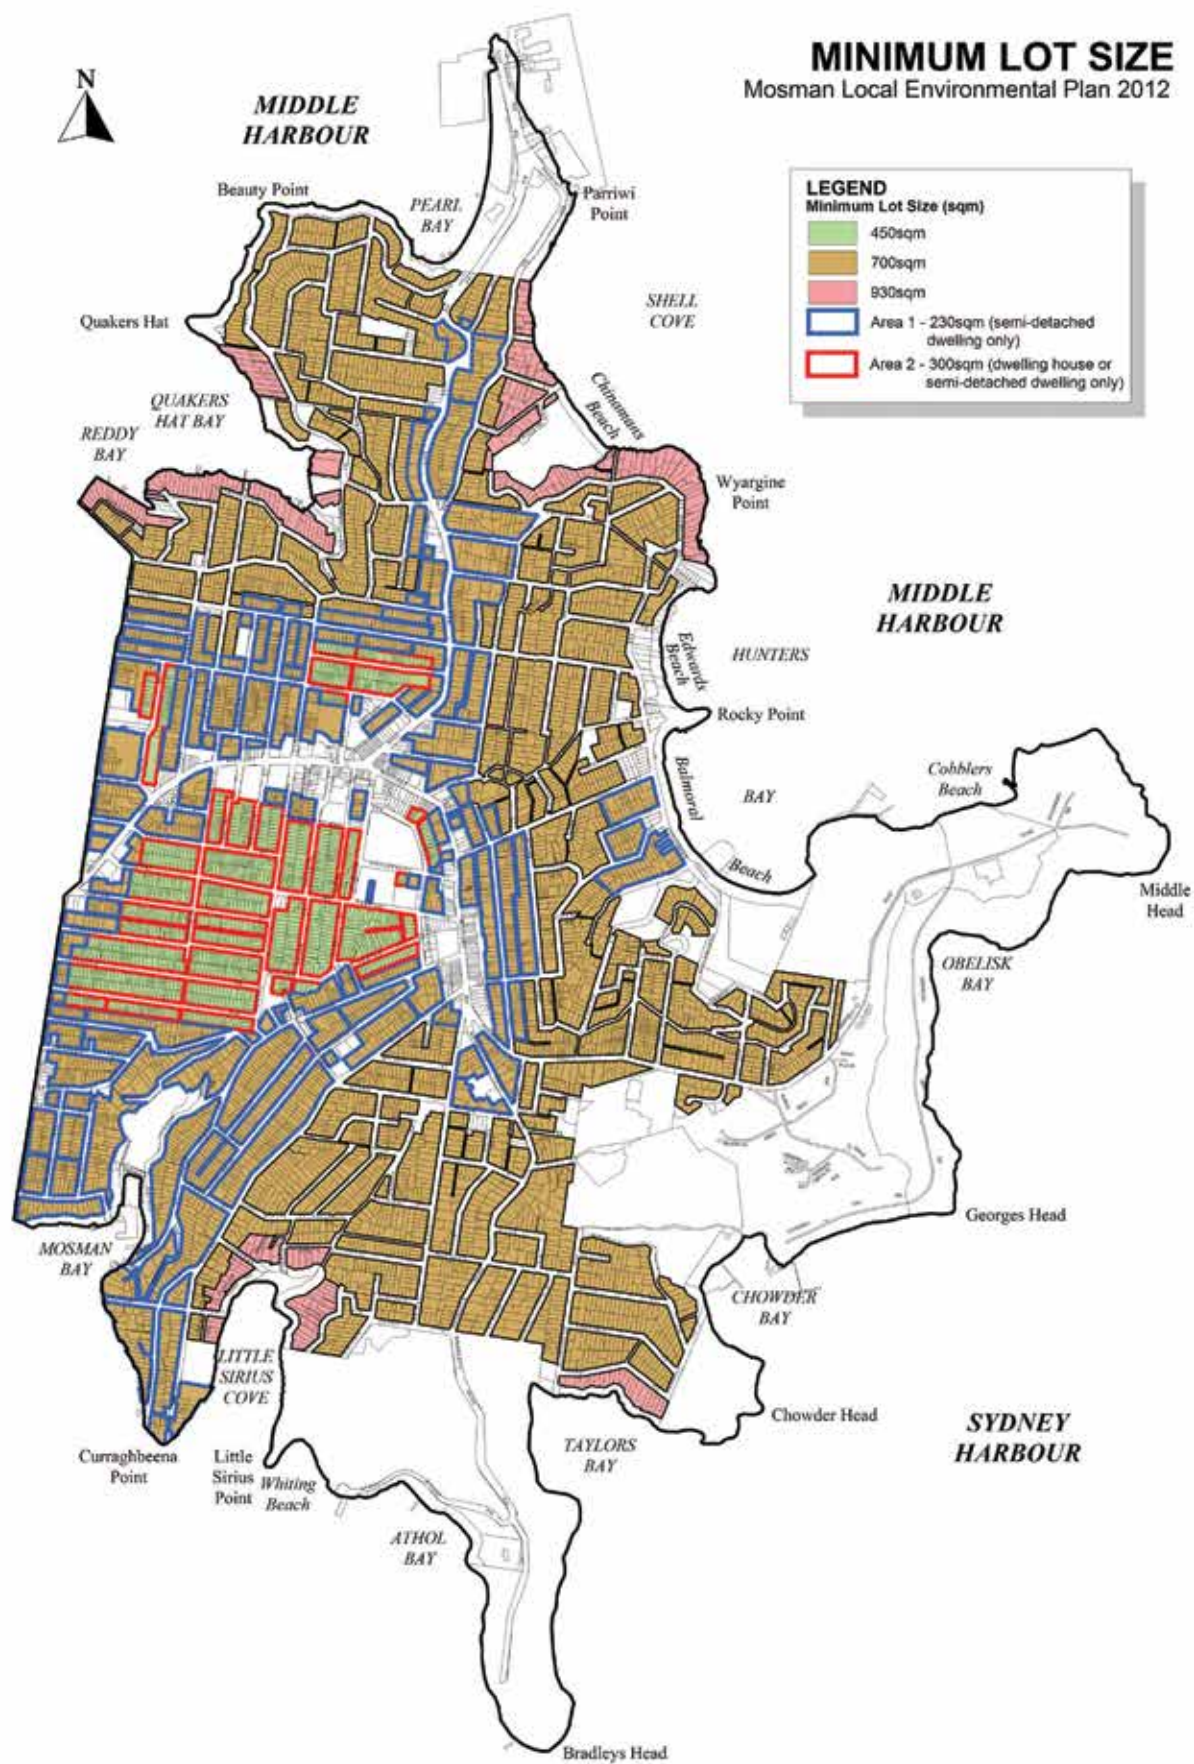 MINIMUM LOT SIZE
Mosman Local Environmental Plan 2012
N
MIDDLE
HARBOUR
LEGEND
Minimum Lot Size (sqm)
450sqm
700sqm
930sqm
Area 1 - 230sqm (semi-detached
dwelling only)
Area 2 - 300sqm (dwelling house or
semi-detached dwelling only)
Beauty Point
PEARL
BAY
Parriwi
Point
SHELL
COVE
Quakers Hat
Chinamans
Beach
QUAKERS
HAT BAY
REDDY
BAY
Wyargine
Point
MIDDLE
HARBOUR
Edwards
Beach
HUNTERS
Rocky Point
Balmoral
BAY
Cobblers
Beach
Beach
Middle
Head
OBELISK
BAY
Georges Head
MOSMAN
BAY
CHOWDER
BAY
LITTLE
SIRIUS
COVE
Chowder Head
SYDNEY
HARBOUR
Curraghbeena
Point
Little
Sirius
Point
Whiting
Beach
TAYLORS
BAY
ATHOL
BAY
Bradleys Head